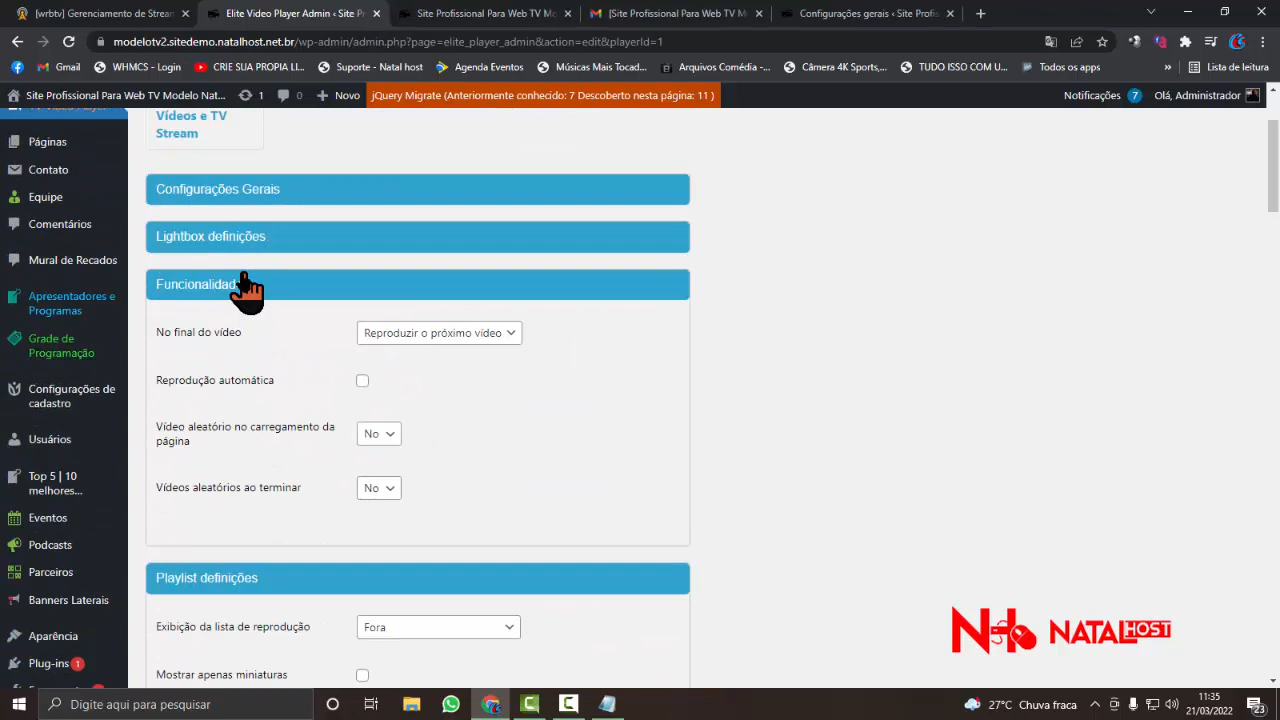 (wrbtv) Gerenciamento de Stream
Elite Vídeo Player Admin ‹ Site P
Site Profissional Para Web TV Mo
[Site Profissional Para Web TV M
Configurações gerais ‹ Site Profis
modelotv2.sitedemo.natalhost.net.br/wp-admin/admin.php?page=elite_player_admin&action=edit&playerId=1
Gmail
WHMCS - Login
CRIE SUA PROPIA LI...
Suporte - Natal host
Agenda Eventos
Músicas Mais Tocad...
Arquivos Comédia -...
Câmera 4K Sports,...
TUDO ISSO COM U...
Todos os apps
»
Lista de leitura
Site Profissional Para Web TV Modelo Nat...
1
0
Novo
jQuery Migrate (Anteriormente conhecido: 7 Descoberto nesta página: 11 )
Notificações 7
Olá, Administrador
Páginas
Contato
Equipe
Comentários
Mural de Recados
Apresentadores e
Programas
Grade de
Programação
Configurações de
cadastro
Usuários
Top 5 | 10
melhores...
Eventos
Podcasts
Parceiros
Banners Laterais
Aparência
Plug-ins 1
Vídeos e TV
Stream
Configurações Gerais
Lightbox definições
Funcionalidad
No final do vídeo
Reproduzir o próximo vídeo
Reprodução automática
Vídeo aleatório no carregamento da
página
No
Vídeos aleatórios ao terminar
No
Playlist definições
Exibição da lista de reprodução
Fora
Mostrar apenas miniaturas
NATALHOST
Digite aqui para pesquisar
27°C Chuva fraca
11:35
21/03/2022
23